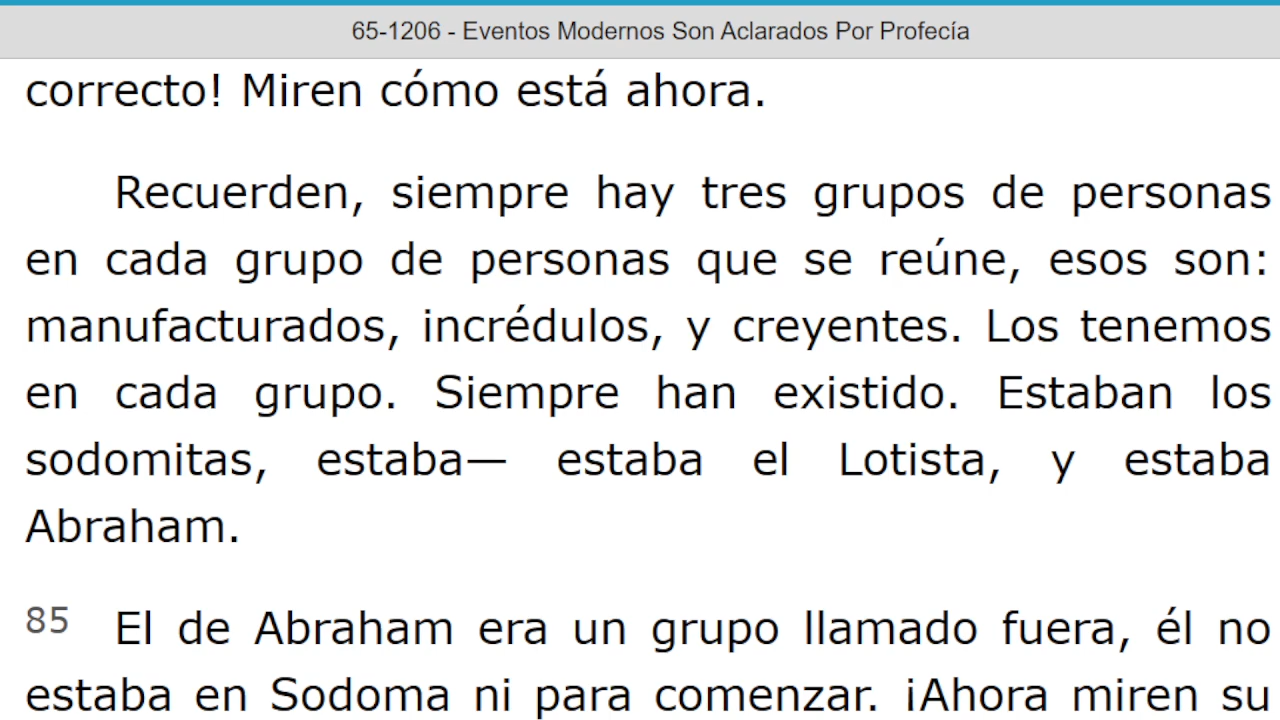 65-1206 - Eventos Modernos Son Aclarados Por Profecía
correcto! Miren cómo está ahora.
Recuerden, siempre hay tres grupos de personas
en cada grupo de personas que se reúne, esos son:
manufacturados, incrédulos, y creyentes. Los tenemos
en cada grupo. Siempre han existido. Estaban los
sodomitas, estaba— estaba el Lotista, y estaba
Abraham.
85 El de Abraham era un grupo llamado fuera, él no
estaba en Sodoma ni para comenzar. ¡Ahora miren su